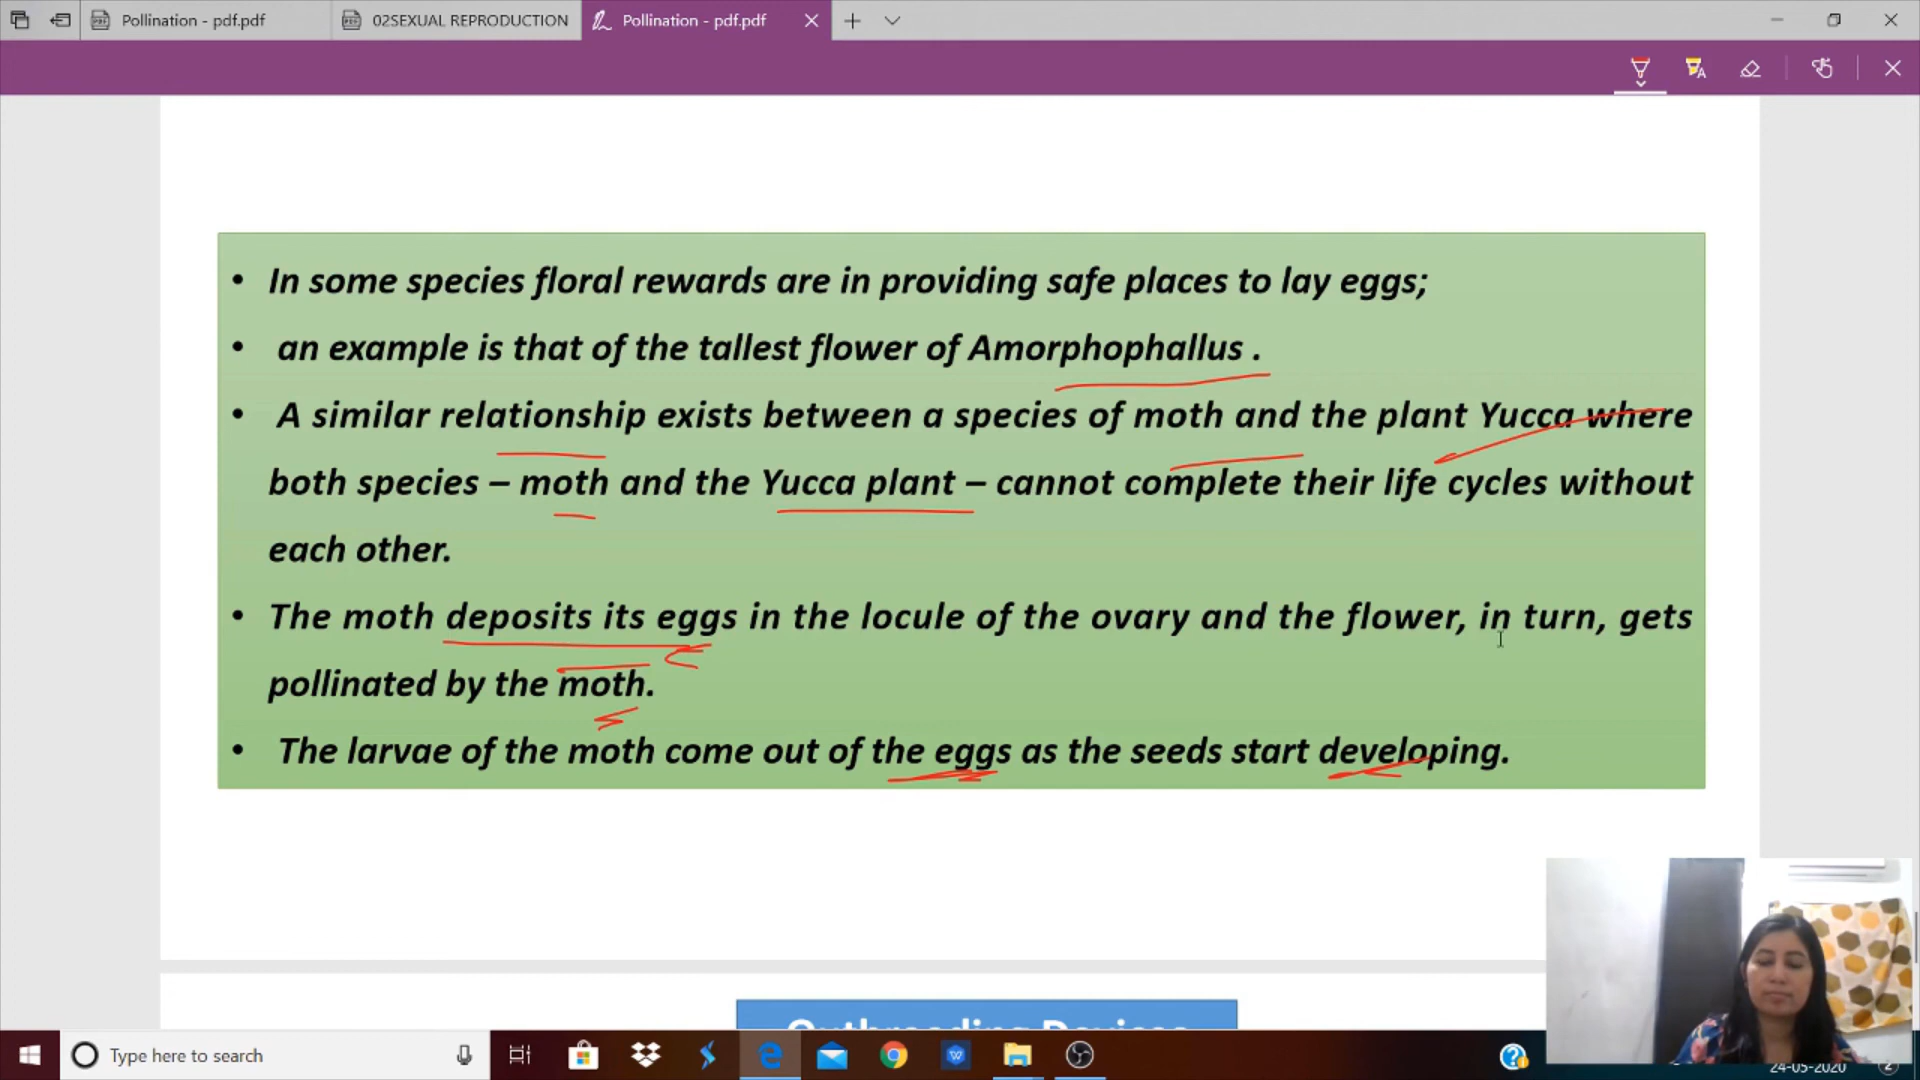 Pollination - pdf.pdf
02SEXUAL REPRODUCTION
Pollination - pdf.pdf
• In some species floral rewards are in providing safe places to lay eggs;
• an example is that of the tallest flower of Amorphophallus .
• A similar relationship exists between a species of moth and the plant Yucca where
both species – moth and the Yucca plant – cannot complete their life cycles without
each other.
• The moth deposits its eggs in the locule of the ovary and the flower, in turn, gets
pollinated by the moth.
• The larvae of the moth come out of the eggs as the seeds start developing.
Outbreeding Devices
Type here to search
24-05-2020